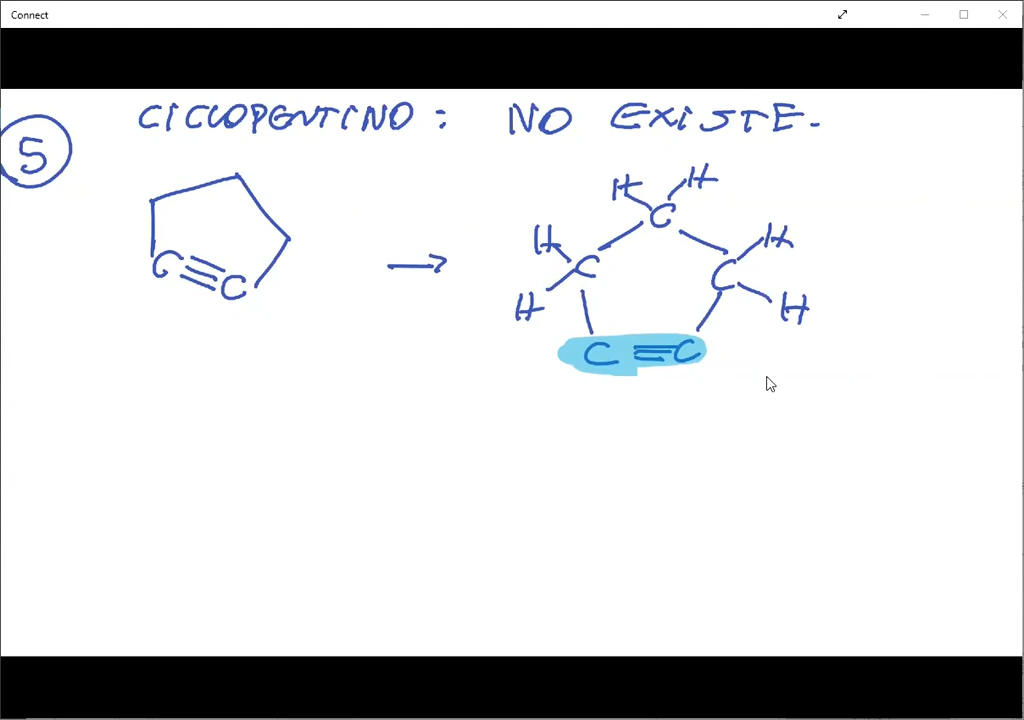 Connect
CICLOPENTINO: NO EXISTE.
5
H H
C
H H
C C C
C
H H
C ≡ C